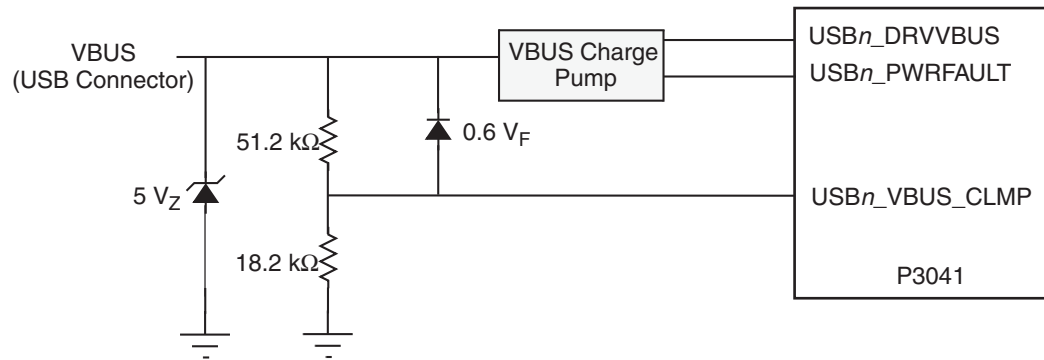 VBUS
(USB Connector)
VBUS Charge
Pump
USBn_DRVVBUS
USBn_PWRFAULT
51.2 kΩ
0.6 VF
5 VZ
USBn_VBUS_CLMP
18.2 kΩ
P3041